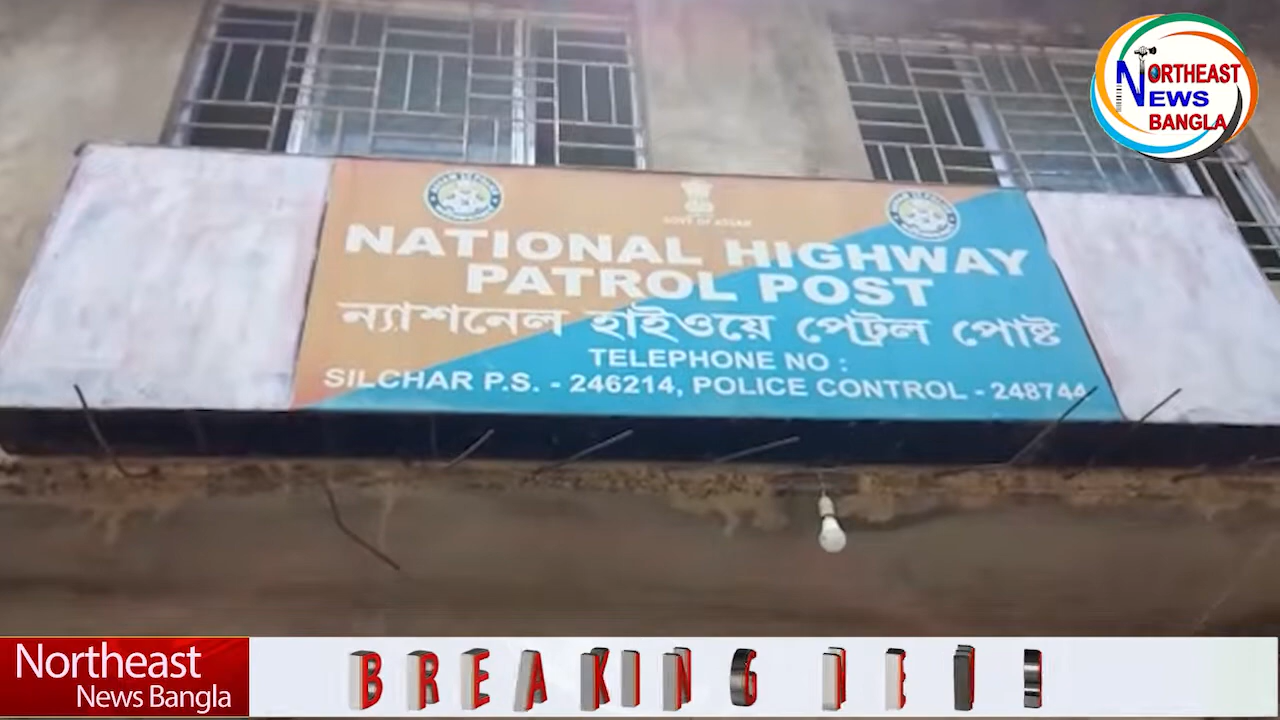 NORTHEAST
NEWS
BANGLA
GOVT OF ASSAM
NATIONAL HIGHWAY
PATROL POST
ন্যাশনেল হাইওয়ে পেট্রল পোষ্ট
TELEPHONE NO :
SILCHAR P.S. - 246214, POLICE CONTROL - 248744
Northeast
News Bangla
BREAKING